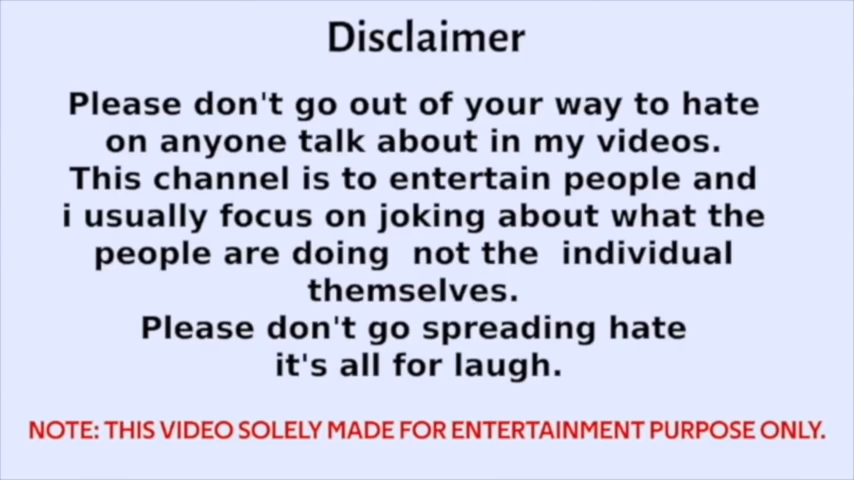 Disclaimer
Please don't go out of your way to hate
on anyone talk about in my videos.
This channel is to entertain people and
i usually focus on joking about what the
people are doing  not the  individual
themselves.
Please don't go spreading hate
it's all for laugh.
NOTE: THIS VIDEO SOLELY MADE FOR ENTERTAINMENT PURPOSE ONLY.